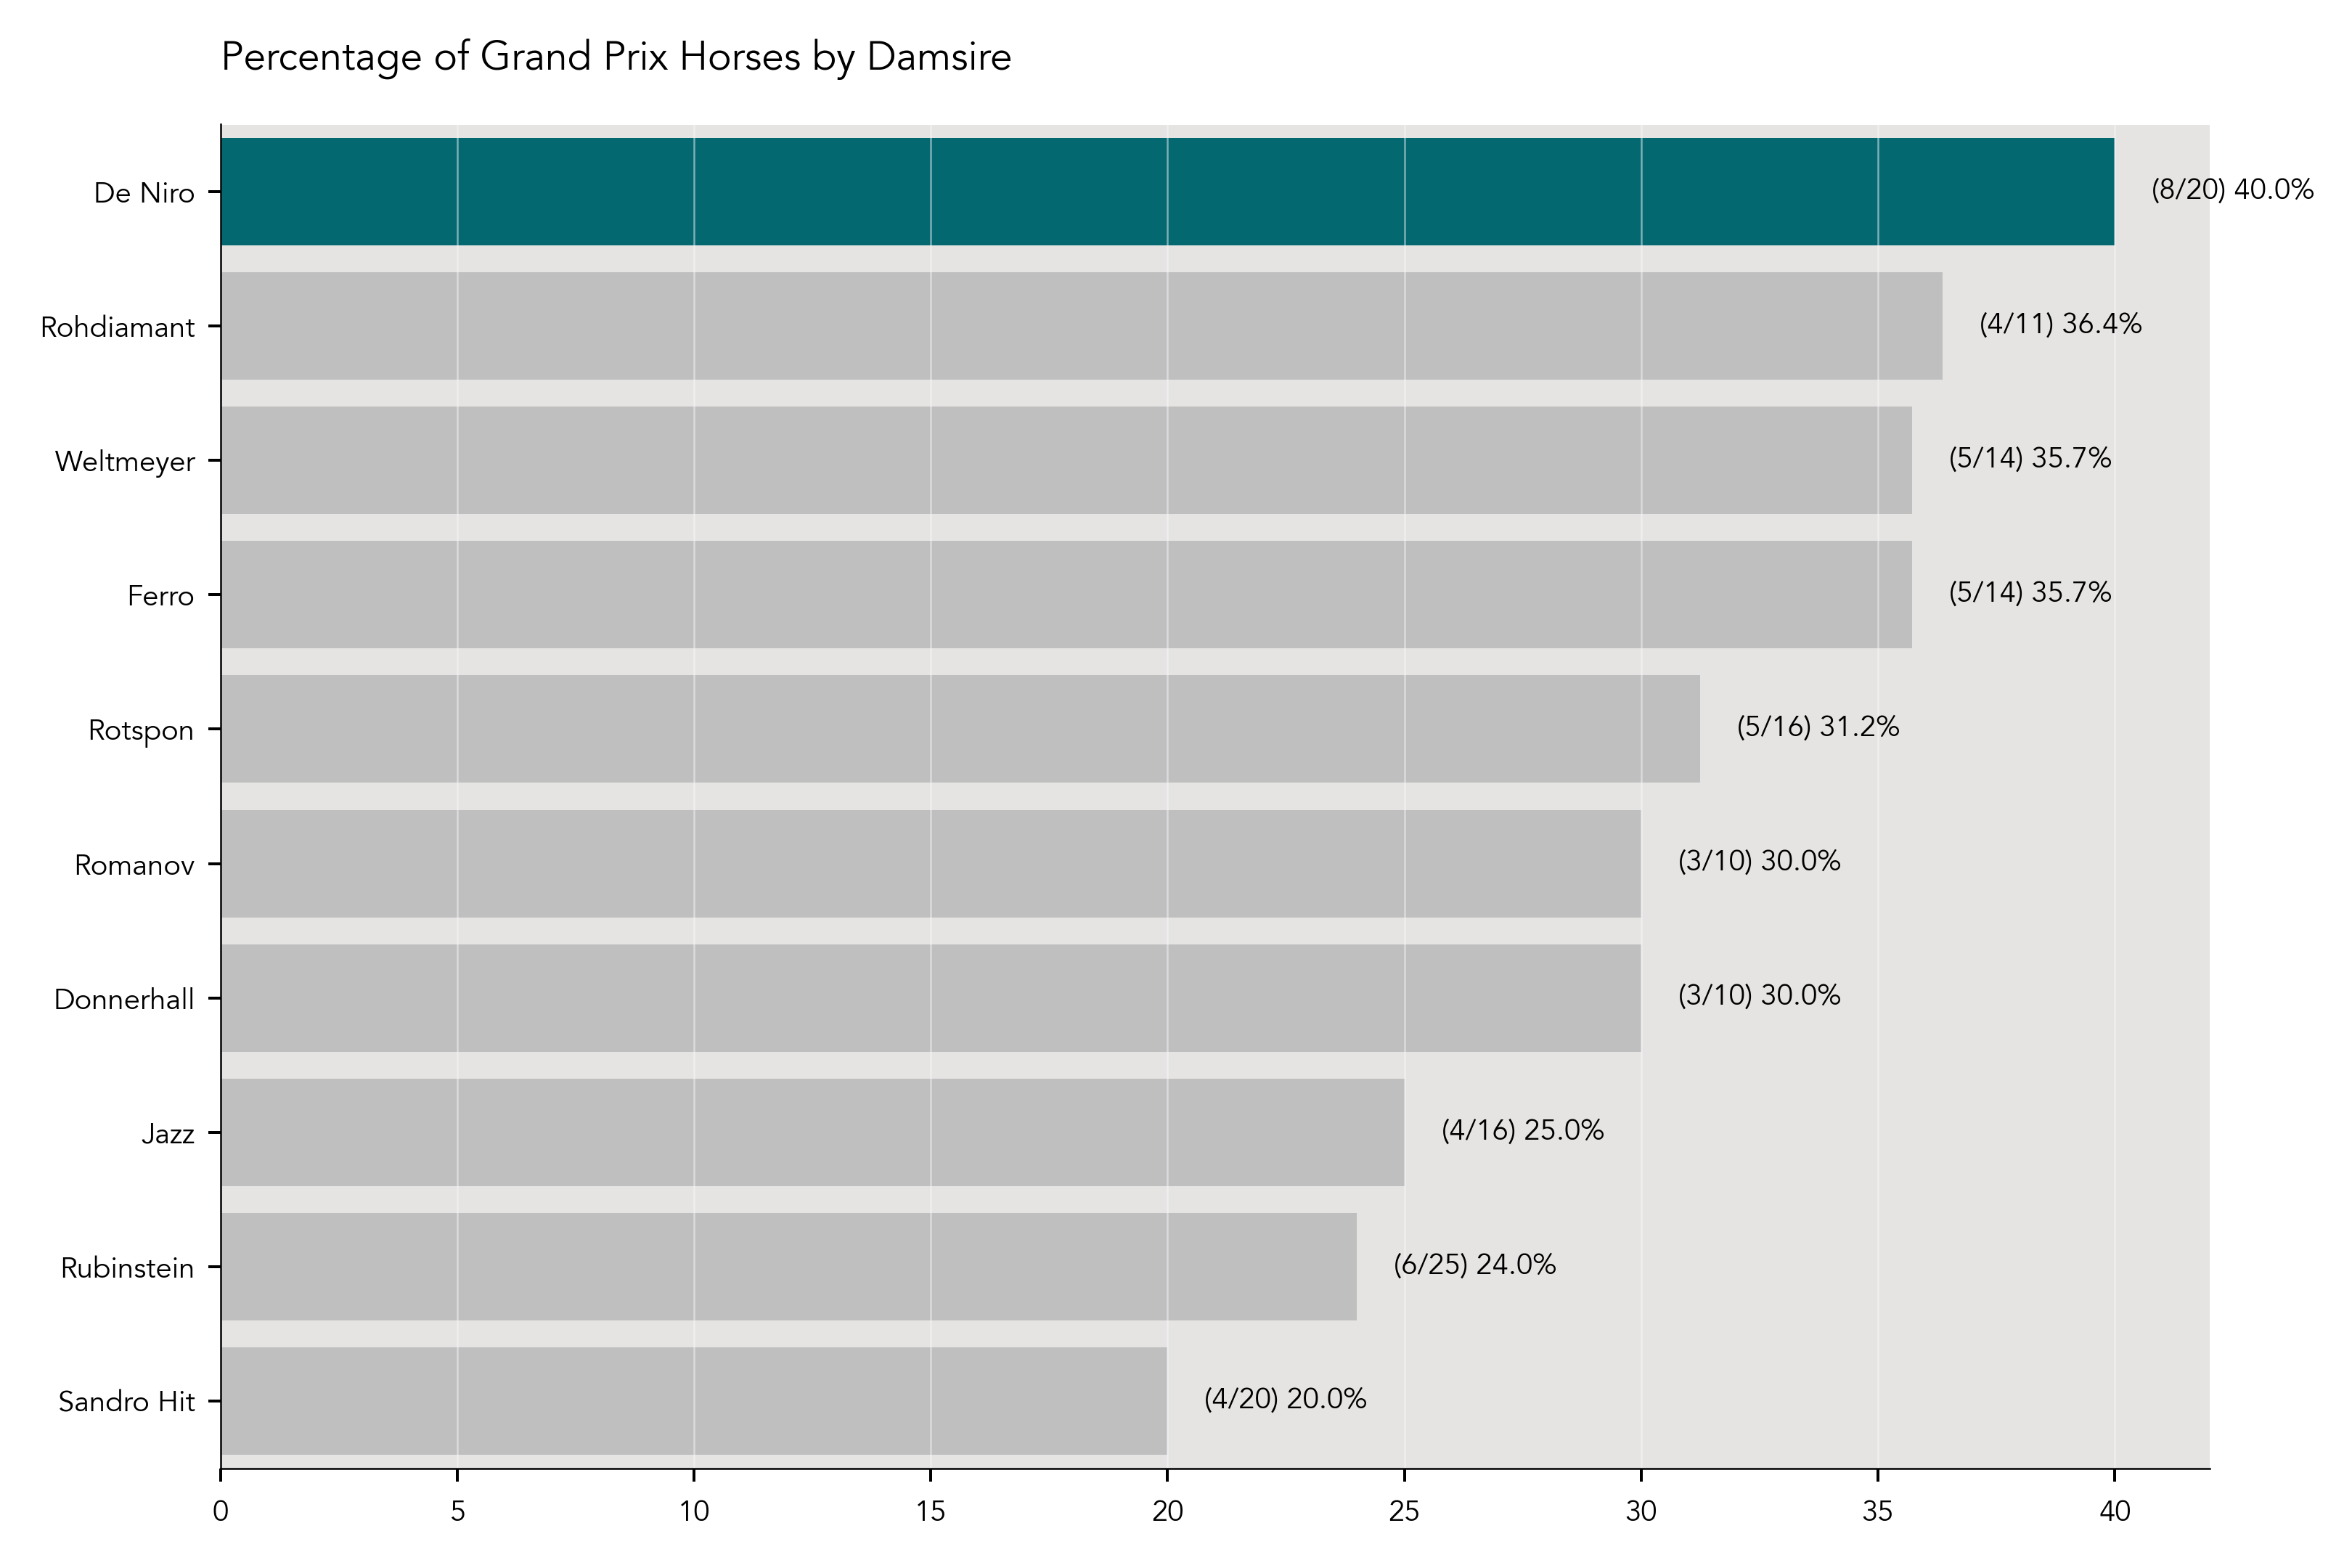 Percentage of Grand Prix Horses by Damsire
De Niro (8/20) 40.0%
Rohdiamant (4/11) 36.4%
Weltmeyer (5/14) 35.7%
Ferro (5/14) 35.7%
Rotspon (5/16) 31.2%
Romanov (3/10) 30.0%
Donnerhall (3/10) 30.0%
Jazz (4/16) 25.0%
Rubinstein (6/25) 24.0%
Sandro Hit (4/20) 20.0%
0 5 10 15 20 25 30 35 40